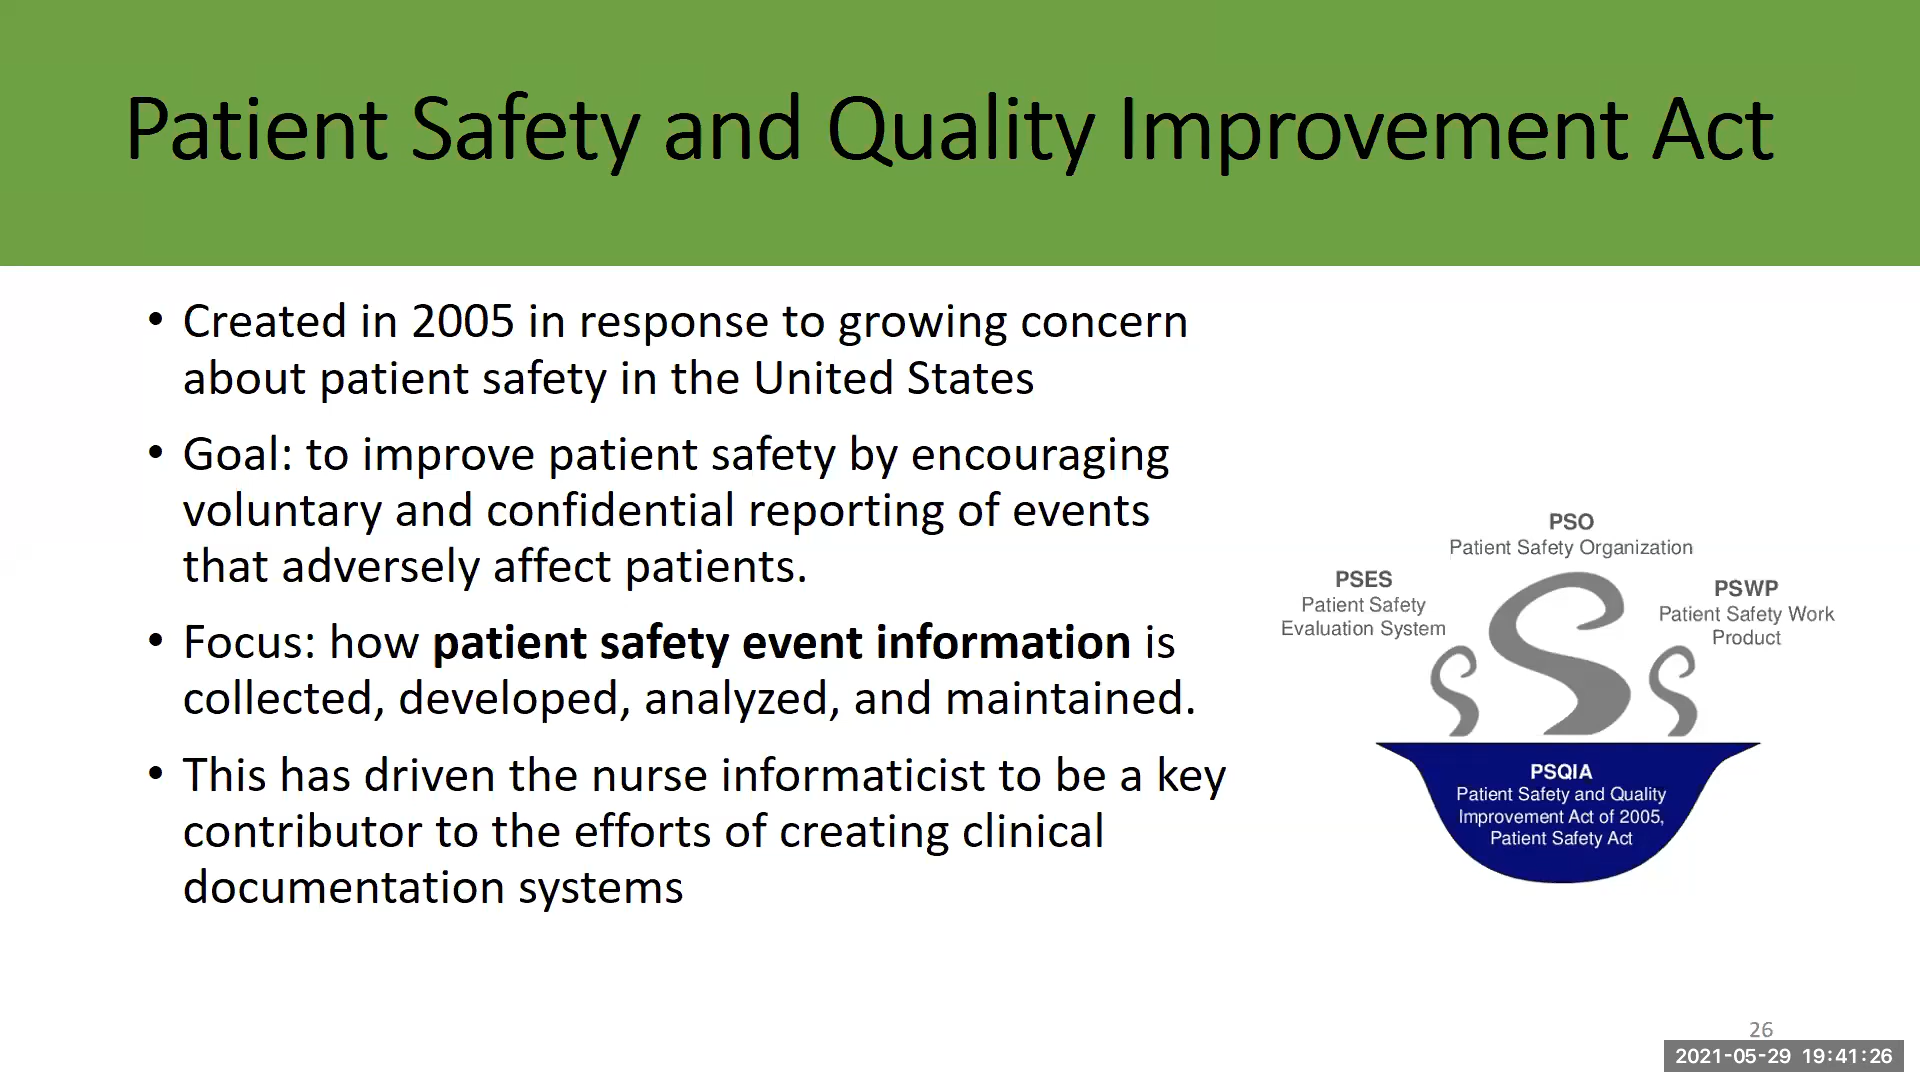 Patient Safety and Quality Improvement Act
• Created in 2005 in response to growing concern
about patient safety in the United States
• Goal: to improve patient safety by encouraging
voluntary and confidential reporting of events
that adversely affect patients.
• Focus: how patient safety event information is
collected, developed, analyzed, and maintained.
• This has driven the nurse informaticist to be a key
contributor to the efforts of creating clinical
documentation systems
PSO
Patient Safety Organization
PSES
Patient Safety
Evaluation System
PSWP
Patient Safety Work
Product
PSQIA
Patient Safety and Quality
Improvement Act of 2005,
Patient Safety Act
26
2021-05-29 19:41:26